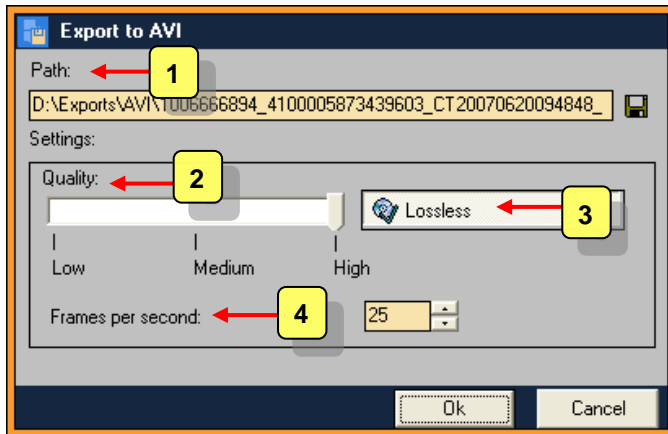 Export to AVI
Path:
1
D:\Exports\AVI\1006666894_4100005873439603_CT20070620094848_
Settings:
Quality:
2
Lossless
3
Low Medium High
Frames per second:
4
25
Ok Cancel